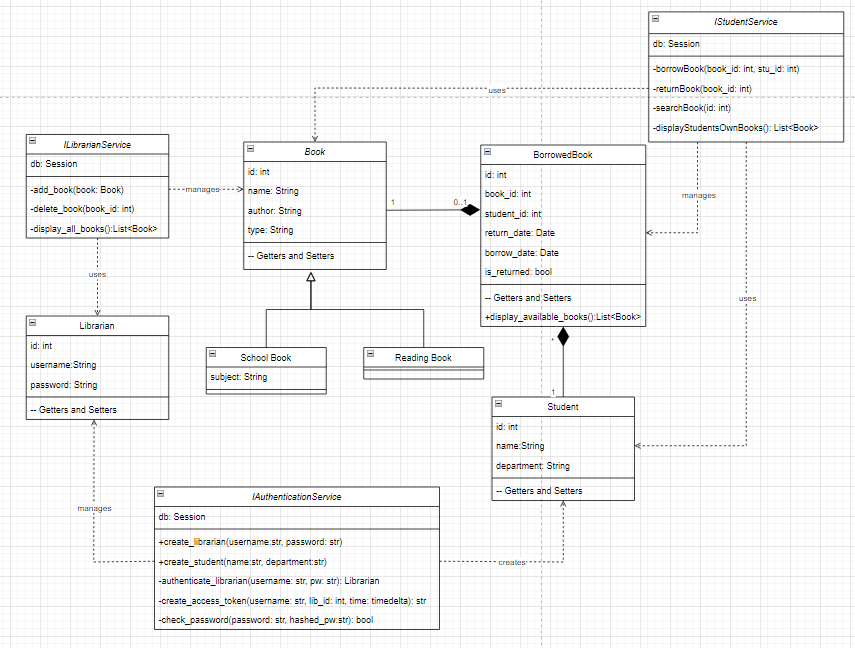 IStudentService
db: Session
-borrowBook(book_id: int, stu_id: int)
-returnBook(book_id: int)
-searchBook(id: int)
-displayStudentsOwnBooks(): List<Book>
uses
ILibrarianService
db: Session
-add_book(book: Book)
-delete_book(book_id: int)
-display_all_books():List<Book>
manages
Book
id: int
name: String
author: String
type: String
-- Getters and Setters
1
0..1
BorrowedBook
id: int
book_id: int
student_id: int
return_date: Date
borrow_date: Date
is_returned: bool
-- Getters and Setters
+display_available_books():List<Book>
manages
uses
uses
Librarian
id: int
username:String
password: String
-- Getters and Setters
School Book
subject: String
Reading Book
1
Student
id: int
name:String
department: String
-- Getters and Setters
manages
IAuthenticationService
db: Session
+create_librarian(username:str, password: str)
+create_student(name:str, department:str)
-authenticate_librarian(username: str, pw: str): Librarian
-create_access_token(username: str, lib_id: int, time: timedelta): str
-check_password(password: str, hashed_pw:str): bool
creates